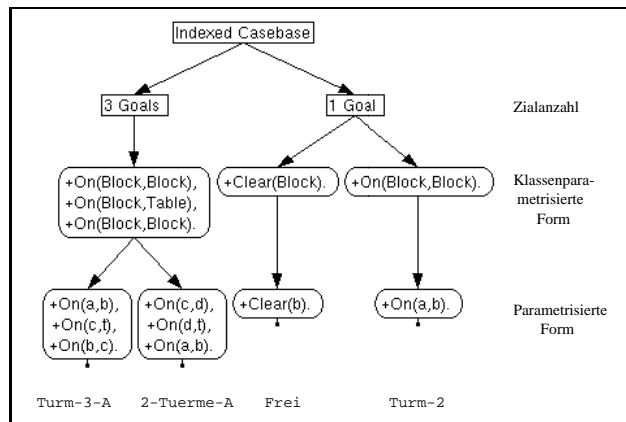 Indexed Casebase
3 Goals
1 Goal
Zialanzahl
+On(Block,Block),
+On(Block,Table),
+On(Block,Block).
+Clear(Block).
+On(Block,Block).
Klassenpara-
metrisierte
Form
+On(a,b),
+On(c,t),
+On(b,c).
+On(c,d),
+On(d,t),
+On(a,b).
+Clear(b).
+On(a,b).
Parametrisierte
Form
Turm-3-A
2-Tuerme-A
Frei
Turm-2